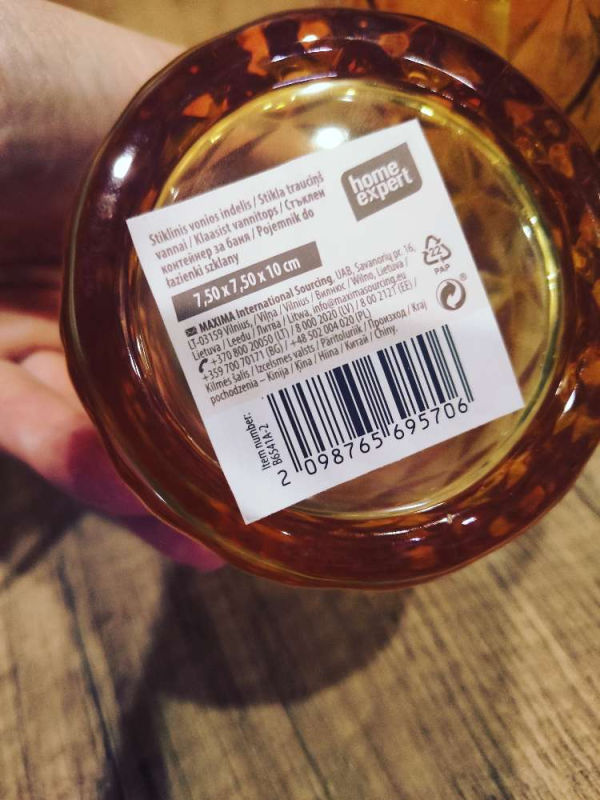 home
expert
Stiklinis vonios indelis / Stikla trauciņš
vannai / Klaasist vannitops / Стъклен
контейнер за баня / Pojemnik do
łazienki szklany
7,50 x 7,50 x 10 cm
MAXIMA International Sourcing, UAB, Savanorių pr. 16,
LT-03159 Vilnius, / Viļņa / Vilnius / Вилнюс / Wilno, Lietuva /
Lietuva / Leedu / Литва / Litwa, info@maximasourcing.eu
+370 800 20050 (LT) / 8 000 2020 (LV) / 8 00 2121 (EE) /
+359 700 70171 (BG) / +48 502 004 020 (PL)
Kilmės šalis / Izcelsmes valsts / Päritoluriik / Произход / Kraj
pochodzenia – Kinija / Ķīna / Hiina / Китай / Chiny.
22
PAP
Item number:
B6541A-2
2 098765 695706